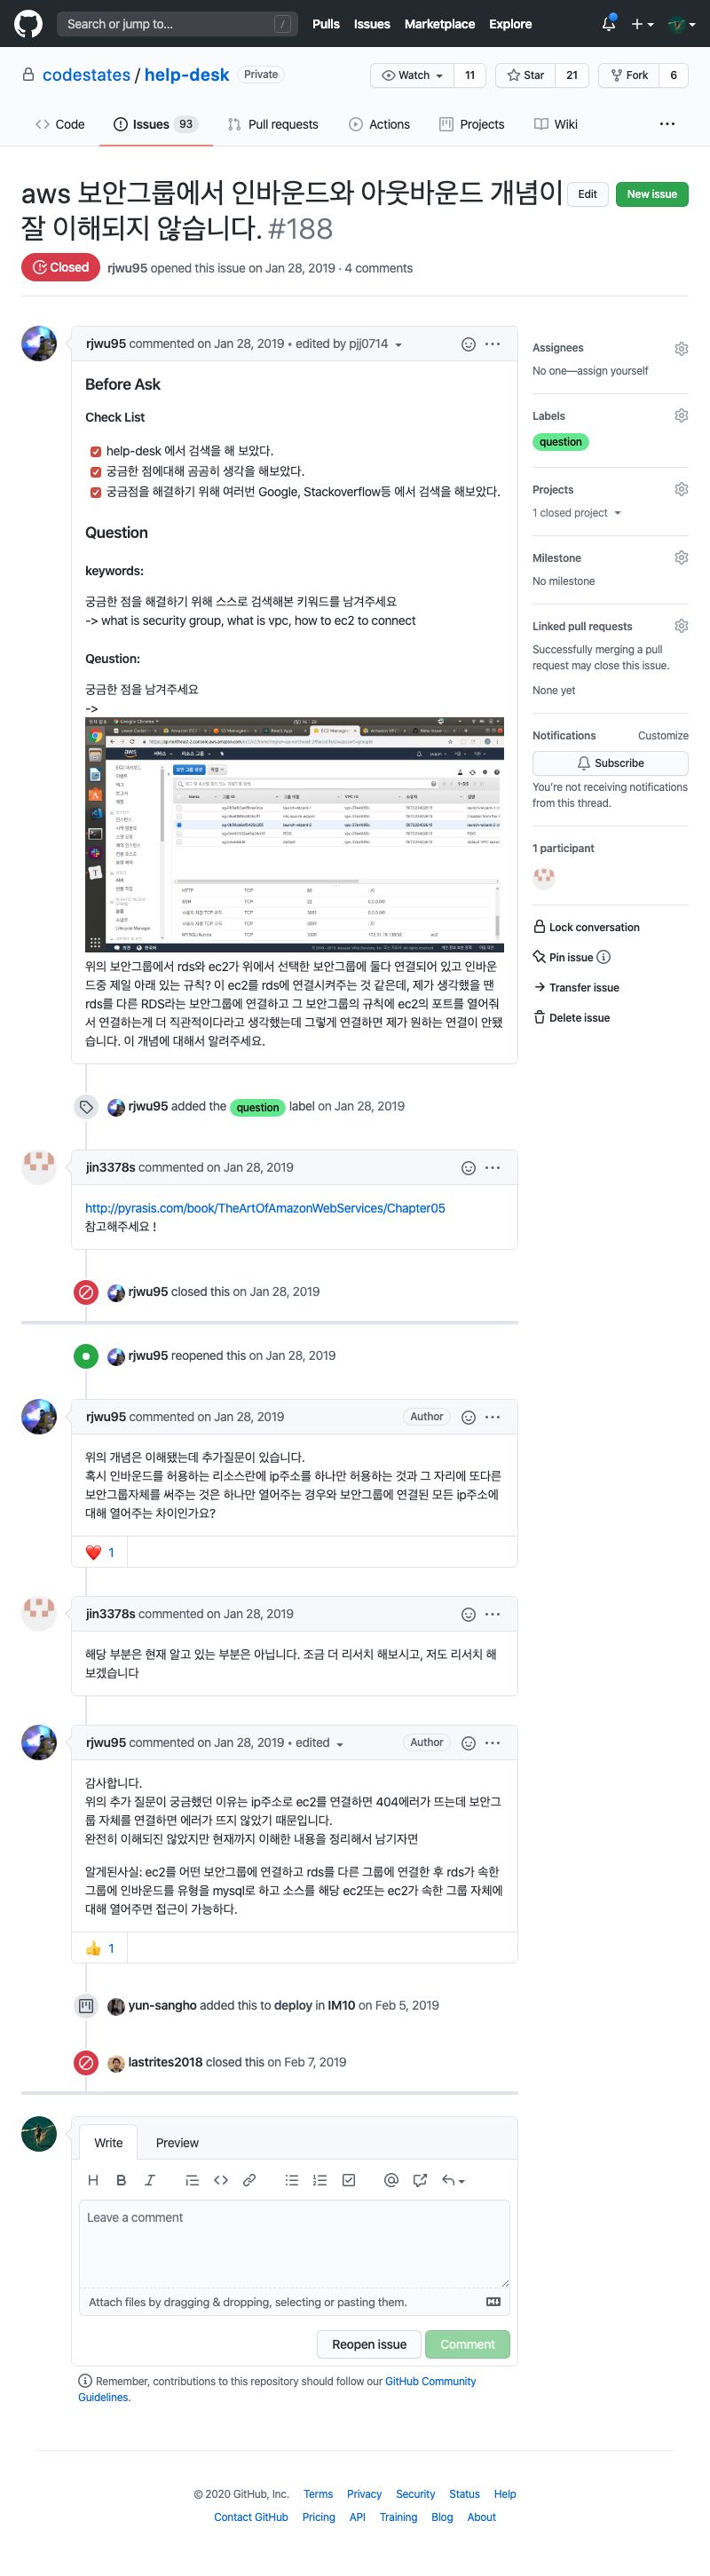 Search or jump to...
/
Pulls Issues Marketplace Explore
codestates / help-desk Private
Watch 11 Star 21 Fork 6
Code Issues 93 Pull requests Actions Projects Wiki
aws 보안그룹에서 인바운드와 아웃바운드 개념이
잘 이해되지 않습니다. #188
Edit New issue
Closed rjwu95 opened this issue on Jan 28, 2019 · 4 comments
rjwu95 commented on Jan 28, 2019 • edited by pjj0714
Before Ask
Check List
help-desk 에서 검색을 해 보았다.
궁금한 점에대해 곰곰히 생각을 해보았다.
궁금점을 해결하기 위해 여러번 Google, Stackoverflow등 에서 검색을 해보았다.
Question
keywords:
궁금한 점을 해결하기 위해 스스로 검색해본 키워드를 남겨주세요
-> what is security group, what is vpc, how to ec2 to connect
Qeustion:
궁금한 점을 남겨주세요
->
aws
위의 보안그룹에서 rds와 ec2가 위에서 선택한 보안그룹에 둘다 연결되어 있고 인바운
드중 제일 아래 있는 규칙? 이 ec2를 rds에 연결시켜주는 것 같은데, 제가 생각했을 땐
rds를 다른 RDS라는 보안그룹에 연결하고 그 보안그룹의 규칙에 ec2의 포트를 열어줘
서 연결하는게 더 직관적이다라고 생각했는데 그렇게 연결하면 제가 원하는 연결이 안됐
습니다. 이 개념에 대해서 알려주세요.
Assignees
No one—assign yourself
Labels
question
Projects
1 closed project
Milestone
No milestone
Linked pull requests
Successfully merging a pull
request may close this issue.
None yet
Notifications Customize
Subscribe
You're not receiving notifications
from this thread.
1 participant
Lock conversation
Pin issue
Transfer issue
Delete issue
rjwu95 added the question label on Jan 28, 2019
jin3378s commented on Jan 28, 2019
http://pyrasis.com/book/TheArtOfAmazonWebServices/Chapter05
참고해주세요 !
rjwu95 closed this on Jan 28, 2019
rjwu95 reopened this on Jan 28, 2019
rjwu95 commented on Jan 28, 2019 Author
위의 개념은 이해됐는데 추가질문이 있습니다.
혹시 인바운드를 허용하는 리소스란에 ip주소를 하나만 허용하는 것과 그 자리에 또다른
보안그룹자체를 써주는 것은 하나만 열어주는 경우와 보안그룹에 연결된 모든 ip주소에
대해 열어주는 차이인가요?
❤️ 1
jin3378s commented on Jan 28, 2019
해당 부분은 현재 알고 있는 부분은 아닙니다. 조금 더 리서치 해보시고, 저도 리서치 해
보겠습니다
rjwu95 commented on Jan 28, 2019 • edited Author
감사합니다.
위의 추가 질문이 궁금했던 이유는 ip주소로 ec2를 연결하면 404에러가 뜨는데 보안그
룹 자체를 연결하면 에러가 뜨지 않았기 때문입니다.
완전히 이해되진 않았지만 현재까지 이해한 내용을 정리해서 남기자면
알게된사실: ec2를 어떤 보안그룹에 연결하고 rds를 다른 그룹에 연결한 후 rds가 속한
그룹에 인바운드를 유형을 mysql로 하고 소스를 해당 ec2또는 ec2가 속한 그룹 자체에
대해 열어주면 접근이 가능하다.
👍 1
yun-sangho added this to deploy in IM10 on Feb 5, 2019
lastrites2018 closed this on Feb 7, 2019
Write Preview
Leave a comment
Attach files by dragging & dropping, selecting or pasting them.
Reopen issue Comment
Remember, contributions to this repository should follow our GitHub Community
Guidelines.
© 2020 GitHub, Inc. Terms Privacy Security Status Help
Contact GitHub Pricing API Training Blog About